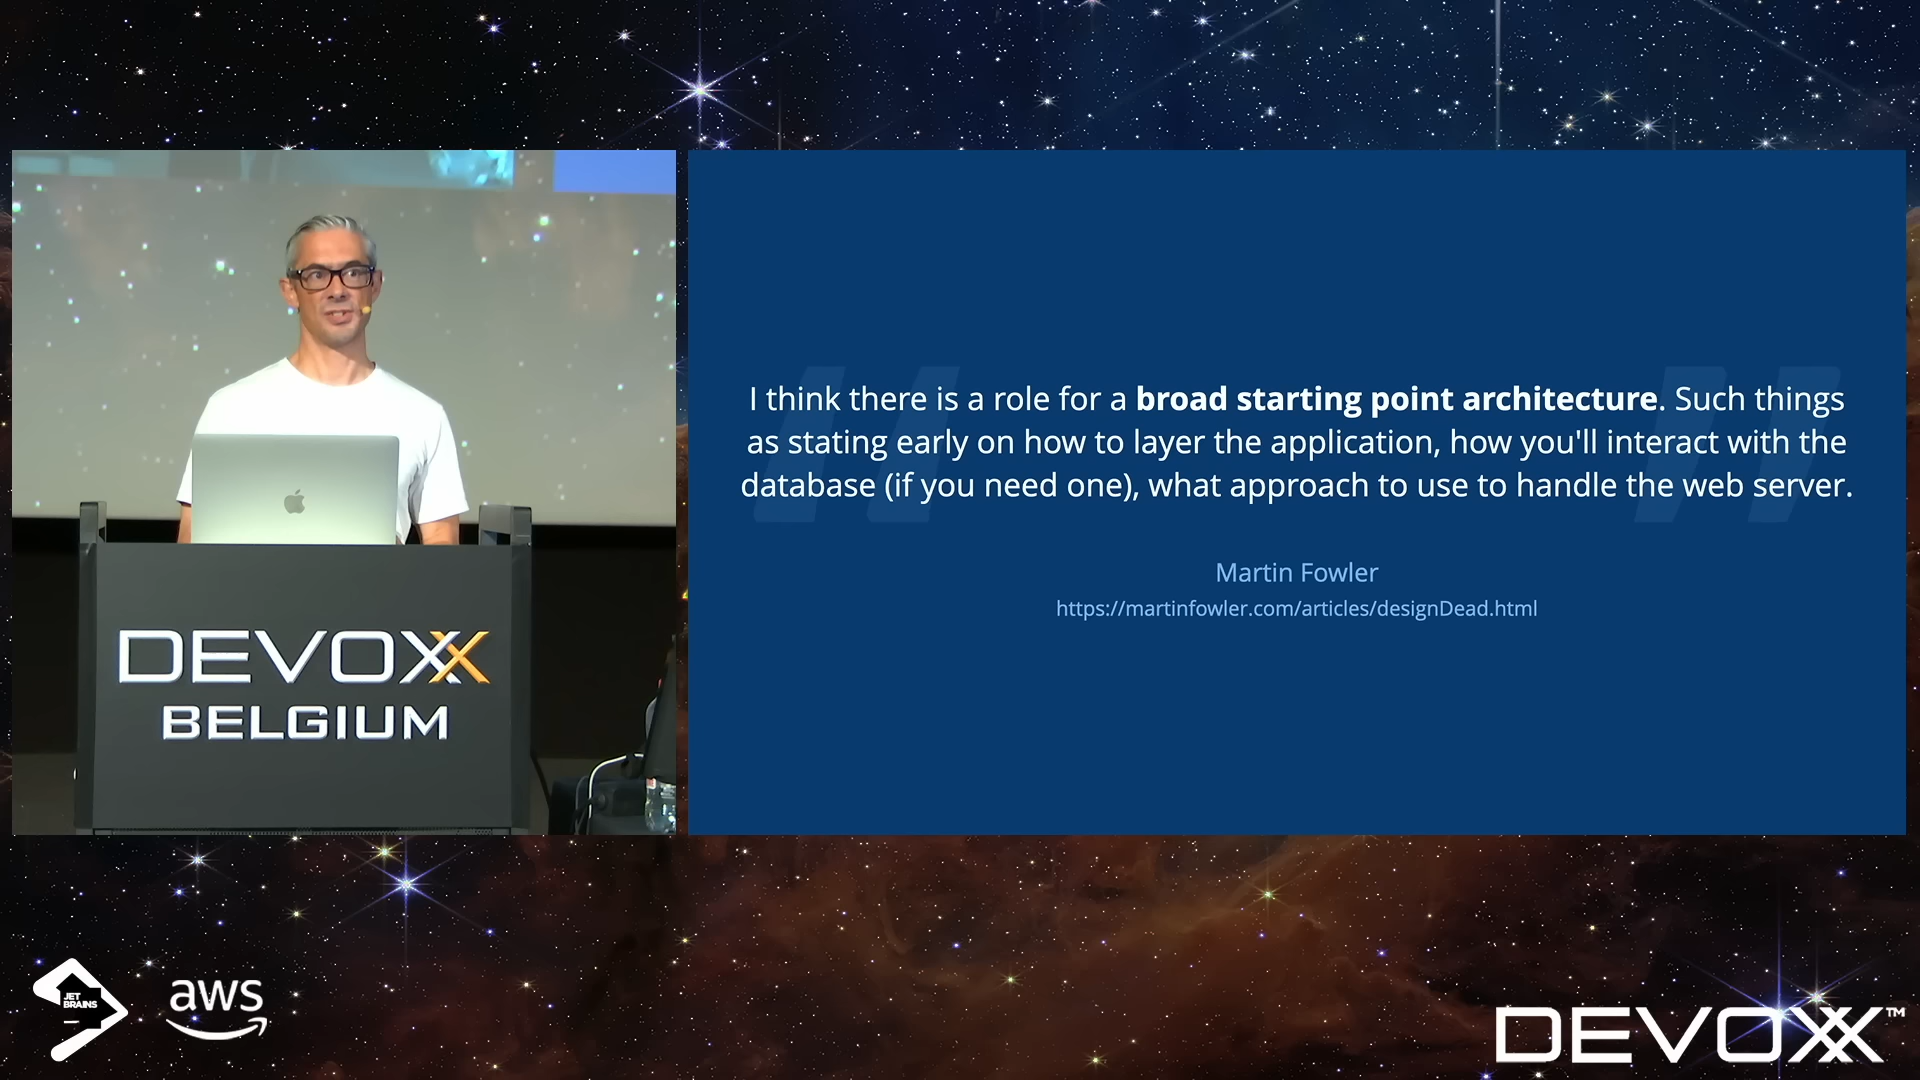 I think there is a role for a broad starting point architecture. Such things
as stating early on how to layer the application, how you'll interact with the
database (if you need one), what approach to use to handle the web server.
Martin Fowler
https://martinfowler.com/articles/designDead.html
DEVOXX
BELGIUM
JET
BRAINS
aws
DEVOXX™